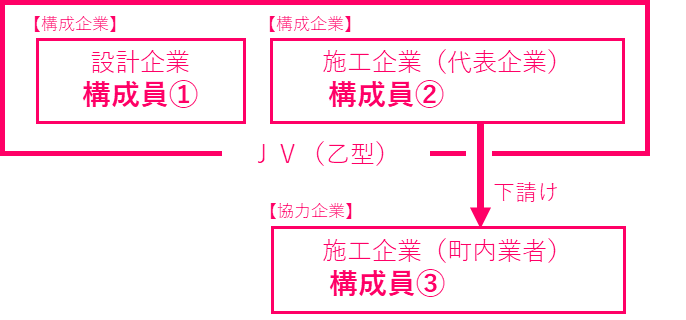 【構成企業】
設計企業
構成員①
【構成企業】
施工企業（代表企業）
構成員②
ＪＶ（乙型）
下請け
【協力企業】
施工企業（町内業者）
構成員③